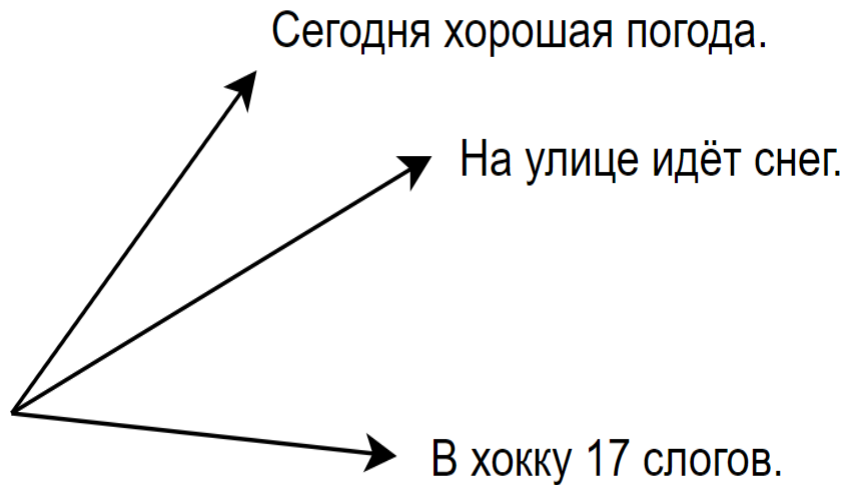 Сегодня хорошая погода.
На улице идёт снег.
В хокку 17 слогов.